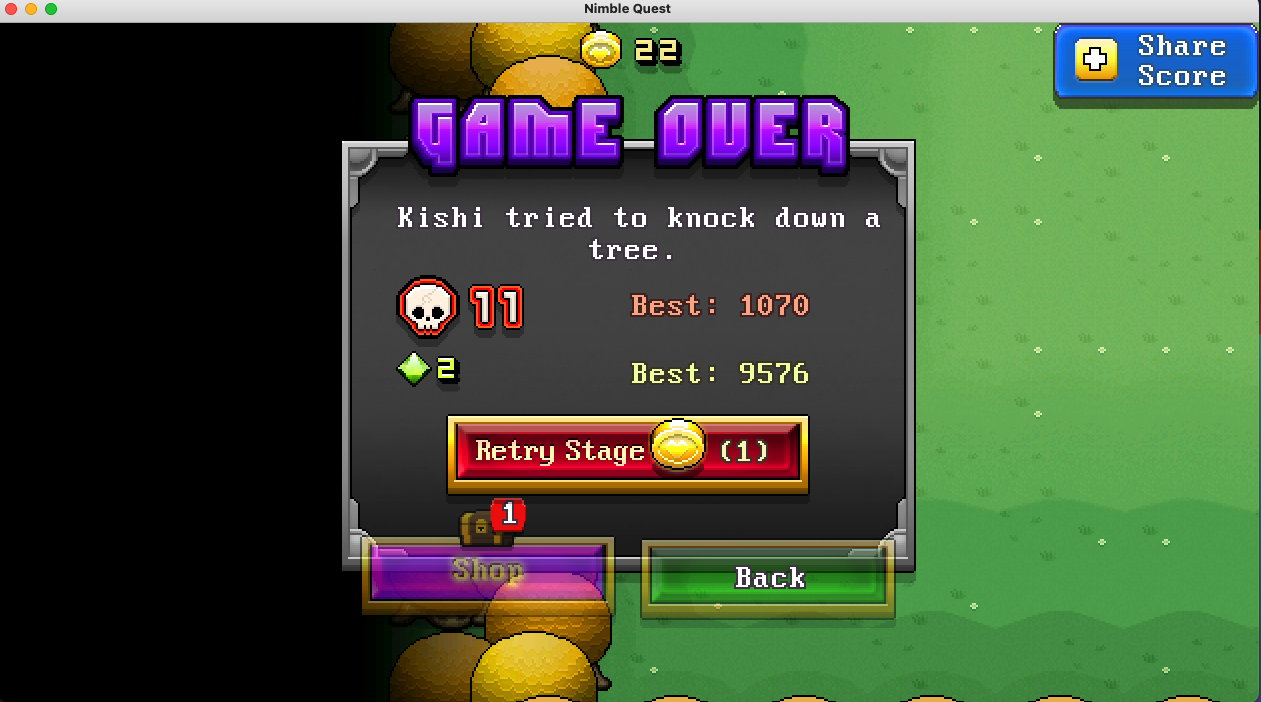 Nimble Quest
22
Share
Score
GAME OVER
Kishi tried to knock down a
tree.
11 Best: 1070
2 Best: 9576
Retry Stage (1)
1
Shop
Back